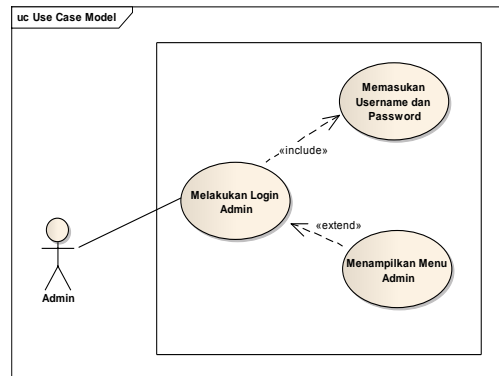 uc Use Case Model
Memasukan
Username dan
Password
«include»
Melakukan Login
Admin
«extend»
Menampilkan Menu
Admin
Admin